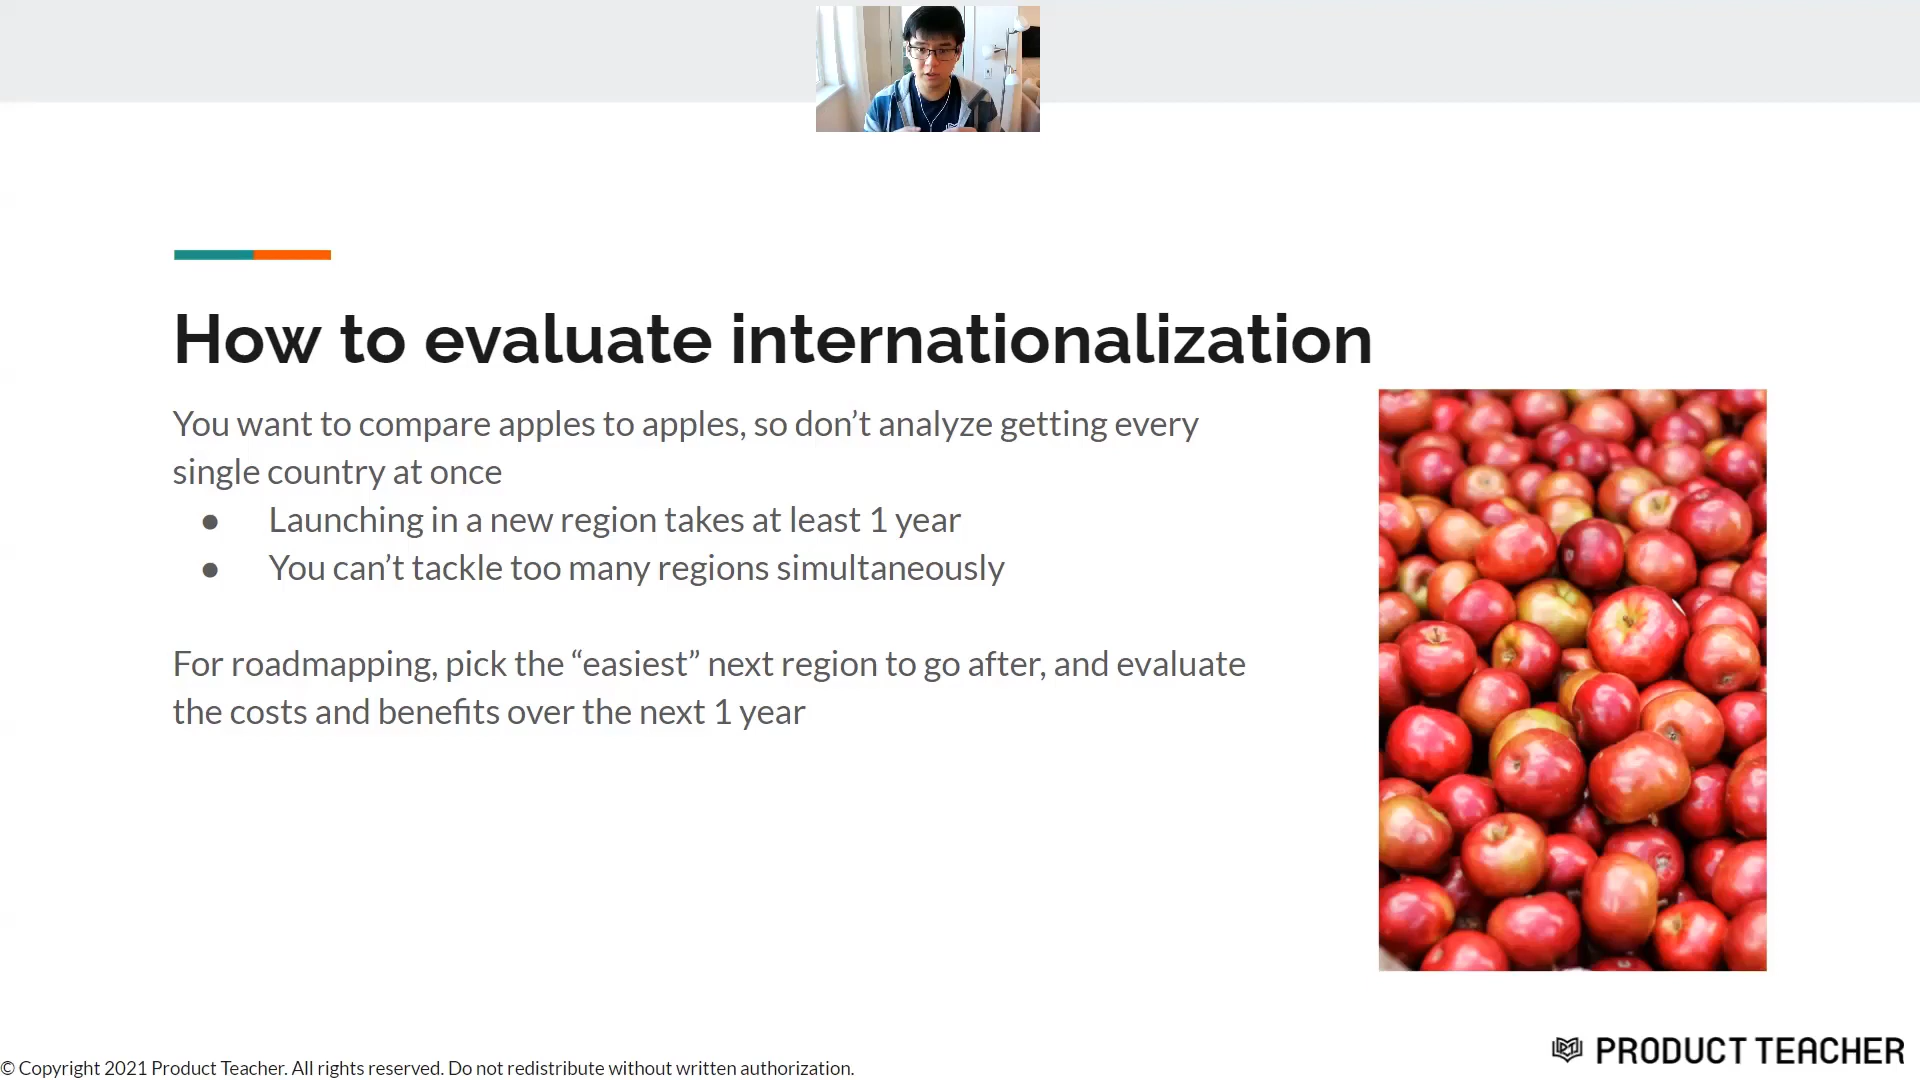 How to evaluate internationalization
You want to compare apples to apples, so don’t analyze getting every
single country at once
● Launching in a new region takes at least 1 year
● You can’t tackle too many regions simultaneously
For roadmapping, pick the “easiest” next region to go after, and evaluate
the costs and benefits over the next 1 year
PRODUCT TEACHER
© Copyright 2021 Product Teacher. All rights reserved. Do not redistribute without written authorization.